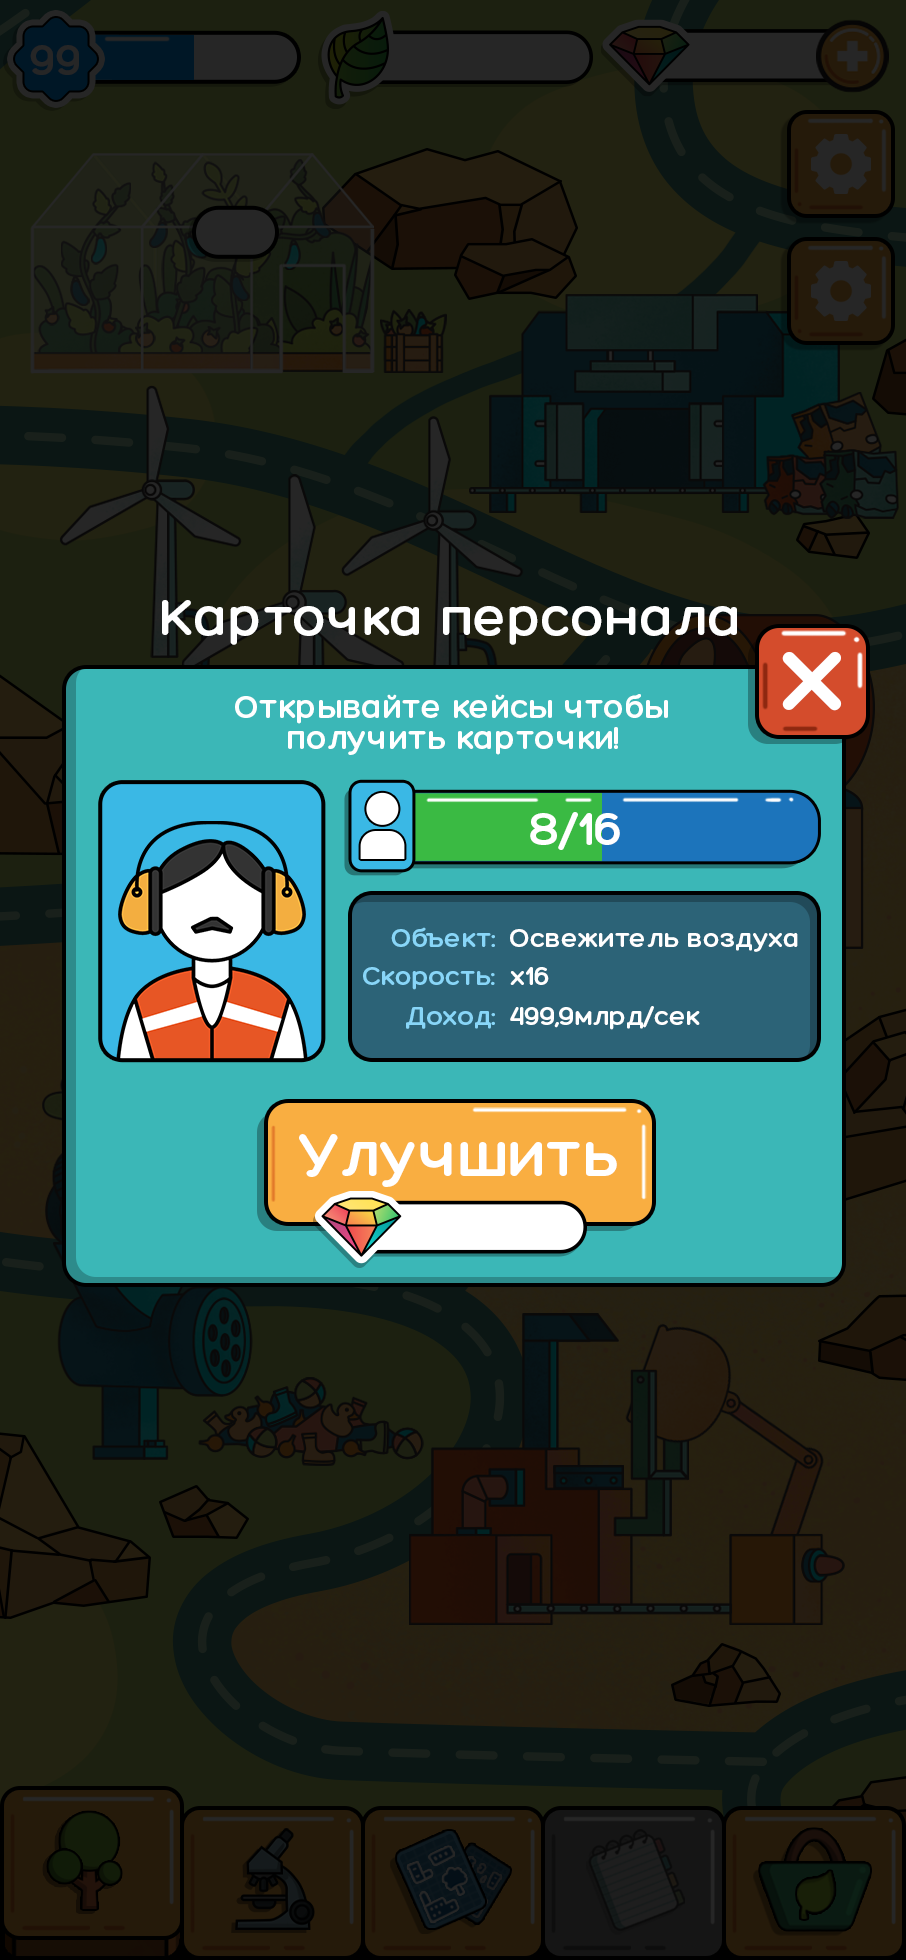 99
Карточка персонала
Открывайте кейсы чтобы
получить карточки!
8/16
Объект: Освежитель воздуха
Скорость: x16
Доход: 499,9млрд/сек
Улучшить